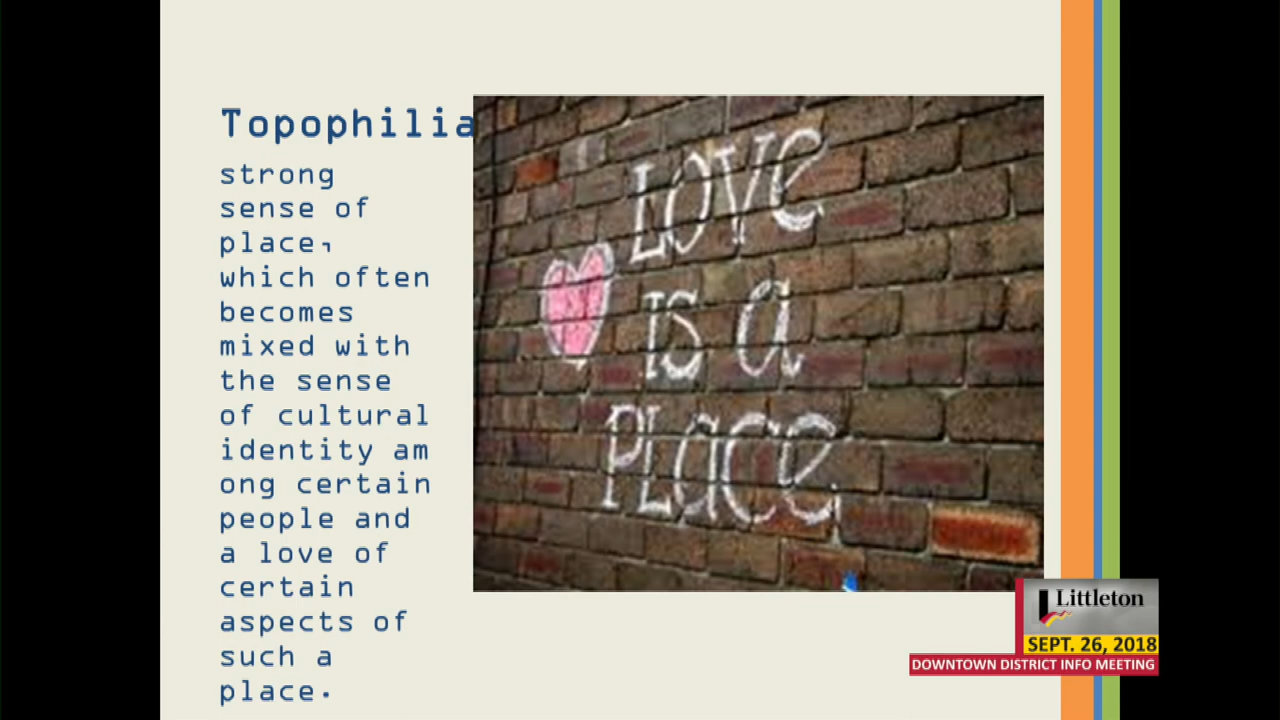 Topophilia
strong
sense of
place,
which often
becomes
mixed with
the sense
of cultural
identity am
ong certain
people and
a love of
certain
aspects of
such a
place.
LOVE
IS a
PLace
Littleton
SEPT. 26, 2018
DOWNTOWN DISTRICT INFO MEETING